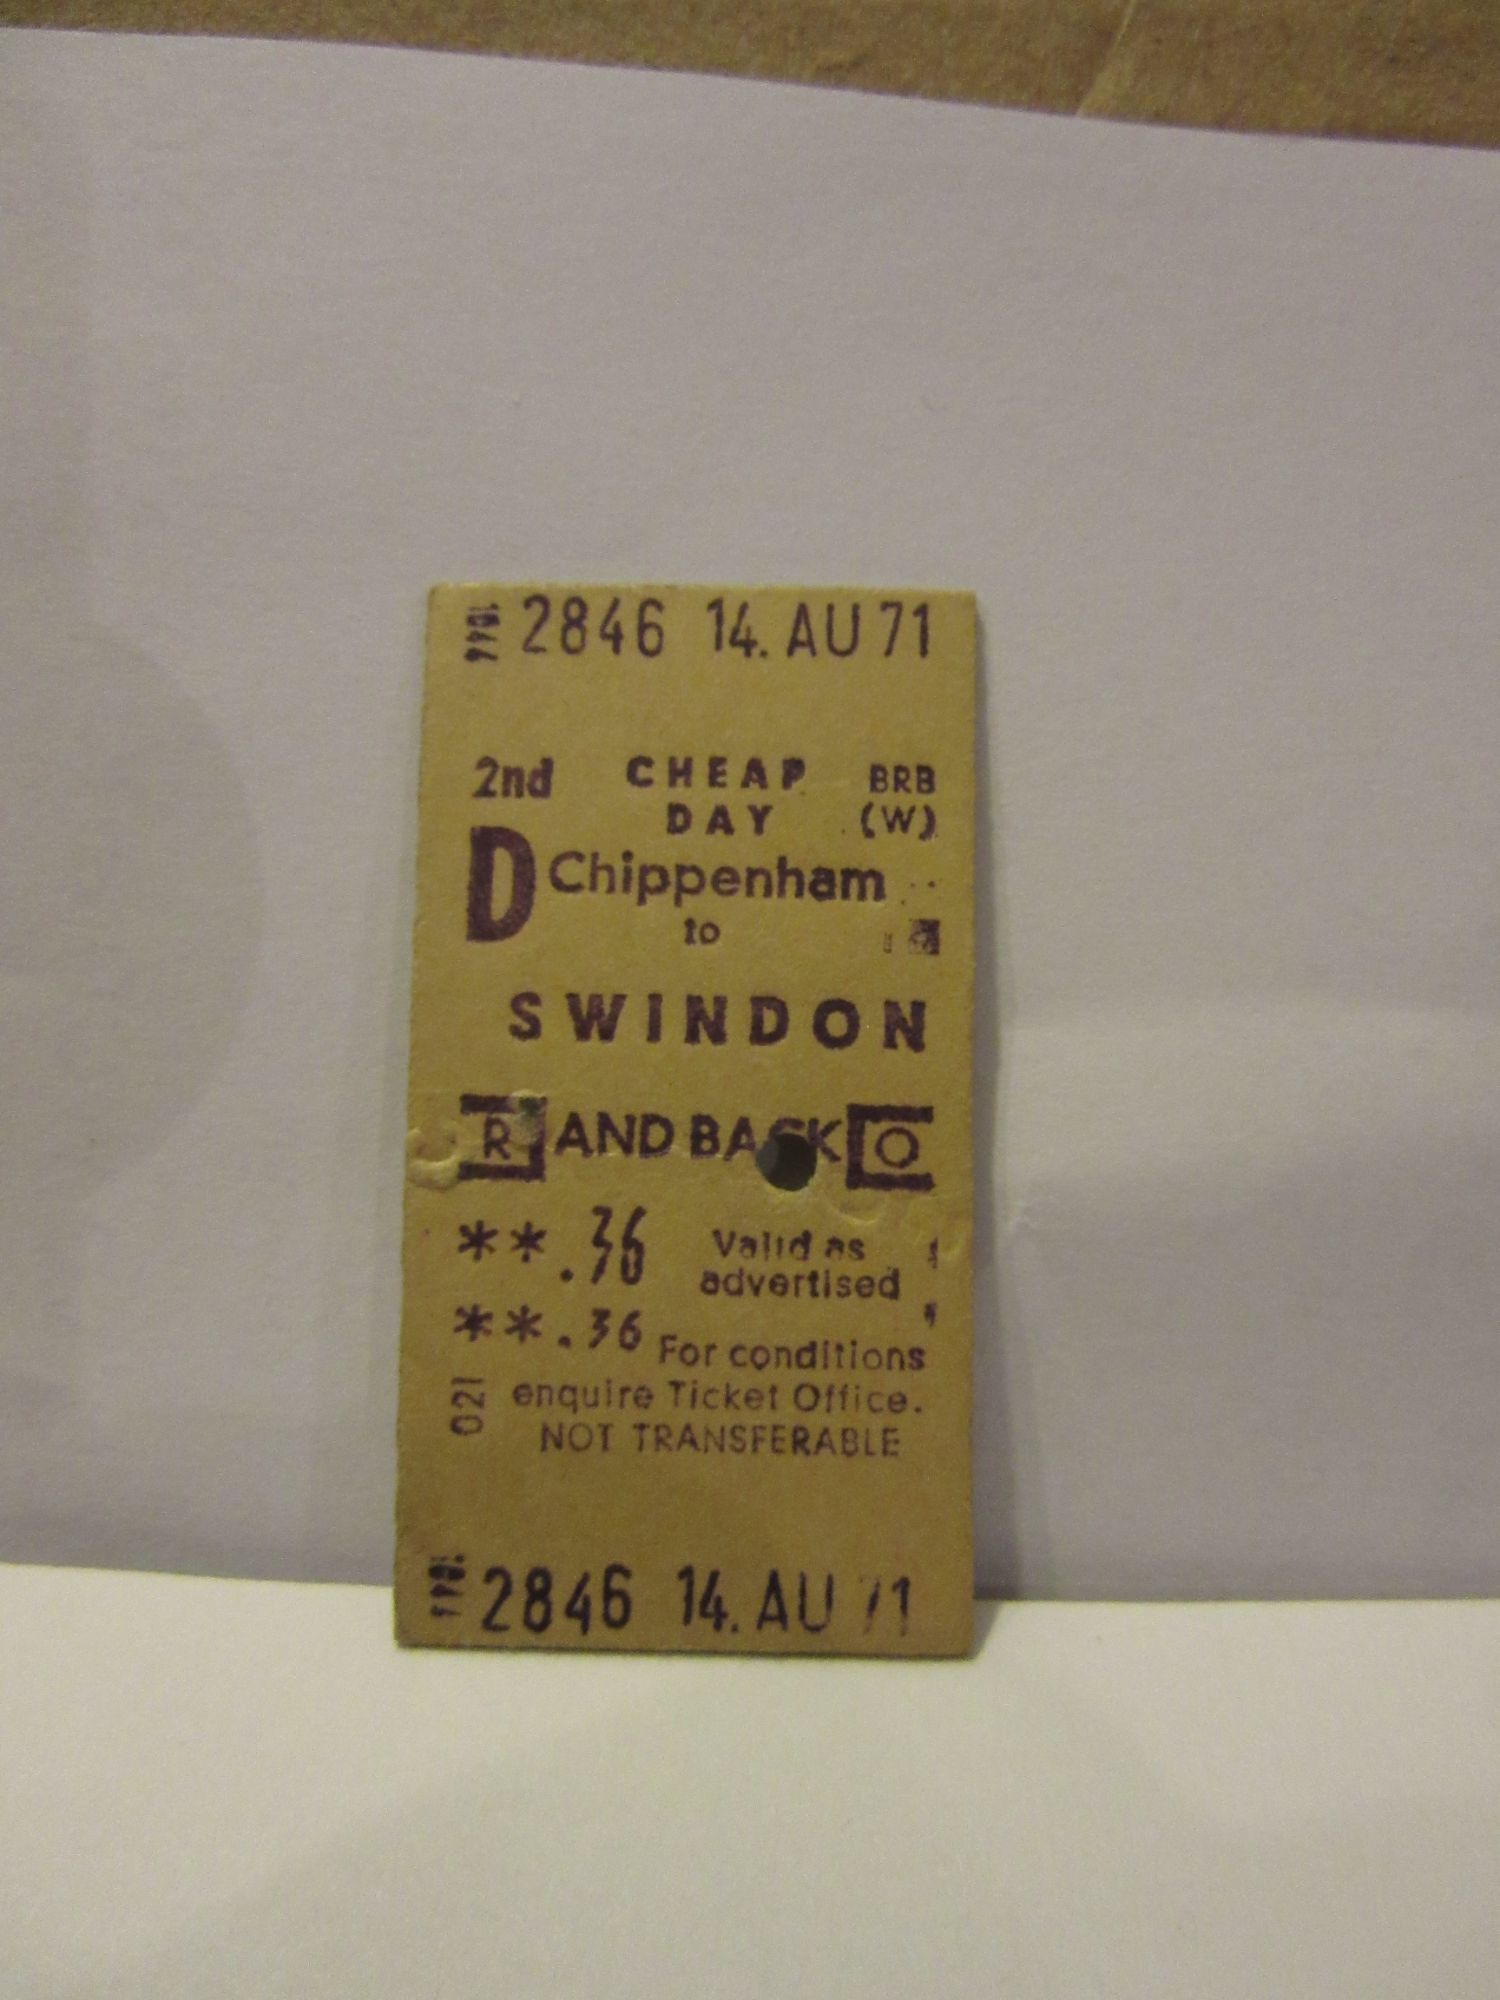 2846 14. AU 71
2nd CHEAP BRB
DAY (W)
D Chippenham
to
SWINDON
R AND BACK O
**.36 Valid as
advertised
**.36 For conditions
021 enquire Ticket Office.
NOT TRANSFERABLE
2846 14. AU 71